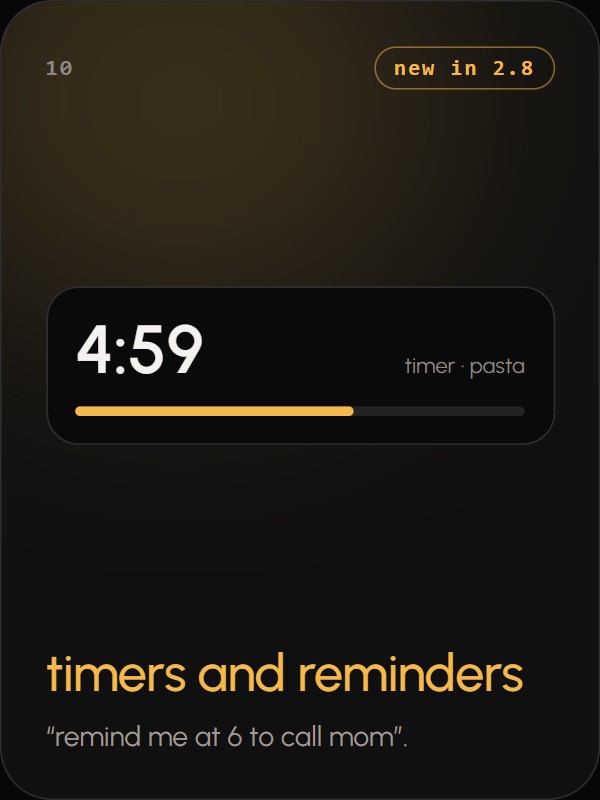 10
new in 2.8
4:59
timer · pasta
timers and reminders
“remind me at 6 to call mom”.